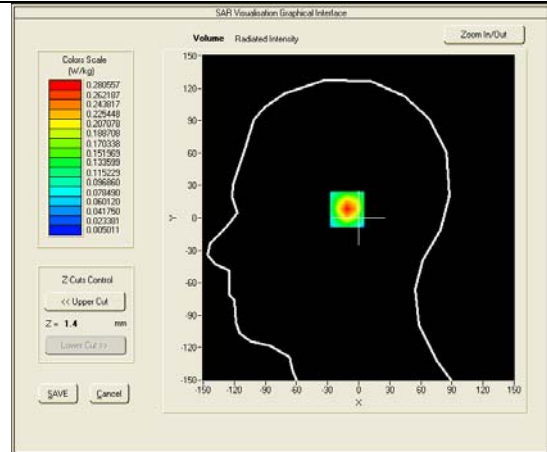 SAR Visualisation Graphical Interface
Volume Radiated Intensity
Zoom In/Out
Colors Scale
(W/kg)
0.280557
0.262187
0.243817
0.225448
0.207078
0.188708
0.170338
0.151969
0.133599
0.115229
0.096860
0.078490
0.060120
0.041750
0.023381
0.005011
Z Cuts Control
<< Upper Cut
Z = 1.4 mm
Lower Cut >>
SAVE Cancel
150
120
90
60
30
0
-30
-60
-90
-120
-150
Y
-150 -120 -90 -60 -30 0 30 60 90 120 150
X